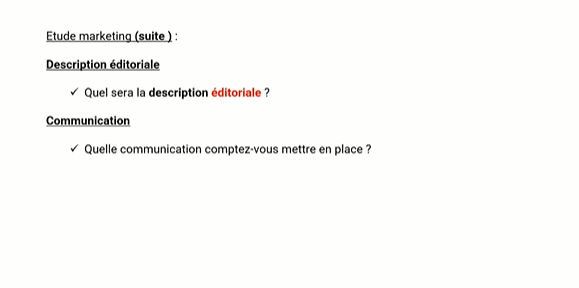 Etude marketing (suite ) :
Description éditoriale
✓ Quel sera la description éditoriale ?
Communication
✓ Quelle communication comptez-vous mettre en place ?